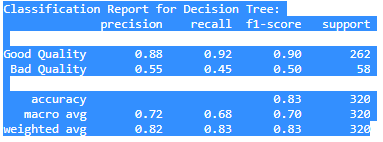 Classification Report for Decision Tree:
precision recall f1-score support
Good Quality 0.88 0.92 0.90 262
Bad Quality 0.55 0.45 0.50 58
accuracy 0.83 320
macro avg 0.72 0.68 0.70 320
weighted avg 0.82 0.83 0.83 320